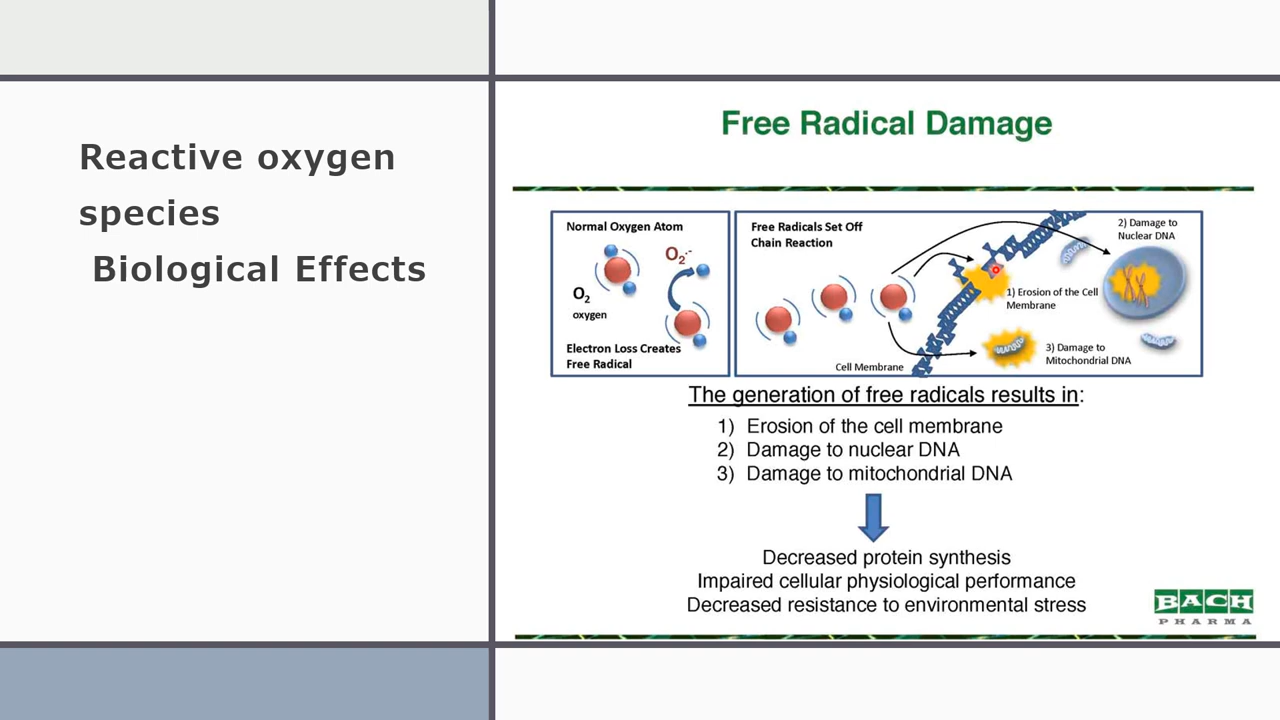 Reactive oxygen
species
Biological Effects
Free Radical Damage
Normal Oxygen Atom
O2·-
O2
oxygen
Electron Loss Creates
Free Radical
Free Radicals Set Off
Chain Reaction
2) Damage to
Nuclear DNA
1) Erosion of the Cell
Membrane
3) Damage to
Mitochondrial DNA
Cell Membrane
The generation of free radicals results in:
1) Erosion of the cell membrane
2) Damage to nuclear DNA
3) Damage to mitochondrial DNA
Decreased protein synthesis
Impaired cellular physiological performance
Decreased resistance to environmental stress
BACH
PHARMA